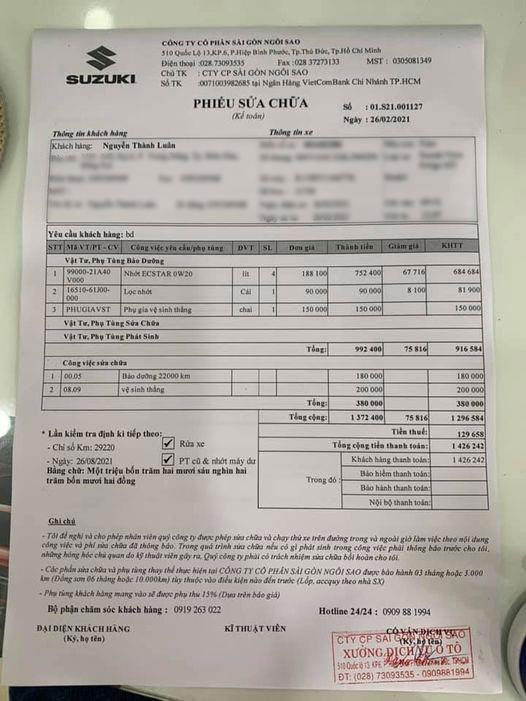 SUZUKI
CÔNG TY CỔ PHẦN SÀI GÒN NGÔI SAO
510 Quốc Lộ 13,KP.6, P.Hiệp Bình Phước, Tp.Thủ Đức, Tp.Hồ Chí Minh
Điện thoại :028.73093535 Fax :028 37273133 MST : 0305081349
Chủ TK : CTY CP SÀI GÒN NGÔI SAO
Số TK : 0071003982685 tại Ngân Hàng VietComBank Chi Nhánh TP.HCM
PHIẾU SỬA CHỮA
(Kế toán)
Số : 01.S21.001127
Ngày : 26/02/2021
Thông tin khách hàng Thông tin xe
Khách hàng: Nguyễn Thành Luân
Yêu cầu khách hàng: bd
STT Mã VT/PT - CV Công việc yêu cầu/phụ tùng ĐVT SL Đơn giá Thành tiền Giảm giá KHTT
Vật Tư, Phụ Tùng Bảo Dưỡng
1 99000-21A40V000 Nhớt ECSTAR 0W20 lít 4 188 100 752 400 67 716 684 684
2 16510-61J00-000 Lọc nhớt Cái 1 90 000 90 000 8 100 81 900
3 PHUGIAVST Phụ gia vệ sinh thắng chai 1 150 000 150 000 150 000
Vật Tư, Phụ Tùng Sửa Chữa
Vật Tư, Phụ Tùng Phát Sinh
Tổng: 992 400 75 816 916 584
Công việc sửa chữa
1 00.05 Bảo dưỡng 22000 km 180 000 180 000
2 08.09 vệ sinh thắng 200 000 200 000
Tổng: 380 000 380 000
Tổng cộng: 1 372 400 75 816 1 296 584
Tiền thuế: 129 658
Tổng cộng tiền thanh toán: 1 426 242
Trong đó : Khách hàng thanh toán: 1 426 242
Bảo hiểm thanh toán:
Bảo hành thanh toán:
Nội bộ thanh toán:
* Lần kiểm tra định kì tiếp theo:
- Chỉ số Km: 29220 Rửa xe
- Ngày: 26/08/2021 PT cũ & nhớt máy dư
Bằng chữ: Một triệu bốn trăm hai mươi sáu nghìn hai
trăm bốn mươi hai đồng
Ghi chú
- Tôi đề nghị và cho phép nhân viên quý công ty được phép sửa chữa và chạy thử xe trên đường trong và ngoài giờ làm việc theo nội dung
công việc và phí sửa chữa đã thông báo. Trong quá trình sửa chữa nếu có gì phát sinh trong công việc phải thông báo trước cho tôi,
những hỏng hóc chủ quan do kỹ thuật viên gây ra. Quý công ty phải có trách nhiệm sửa chữa bồi hoàn cho tôi.
- Các phần sửa chữa và phụ tùng thay thế thực hiện tại CÔNG TY CỔ PHẦN SÀI GÒN NGÔI SAO được bảo hành 03 tháng hoặc 3.000
km (Đồng sơn 06 tháng hoặc 10.000km) tùy thuộc vào điều kiện nào đến trước (Lốp, accquy theo nhà SX)
- Phụ tùng khách hàng mang vào sẽ được phụ thu 15% (Dựa trên báo giá)
Bộ phận chăm sóc khách hàng : 0919 263 022 Hotline 24/24 : 0909 88 1994
ĐẠI DIỆN KHÁCH HÀNG KĨ THUẬT VIÊN CỐ VẤN DỊCH VỤ
(Ký, họ tên) (Ký, họ tên)
CTY CP SÀI GÒN NGÔI SAO
XƯỞNG DỊCH VỤ Ô TÔ
510 Quốc lộ 13, KP6, TP.HCM
ĐT: (028) 73093535 - 0909881994